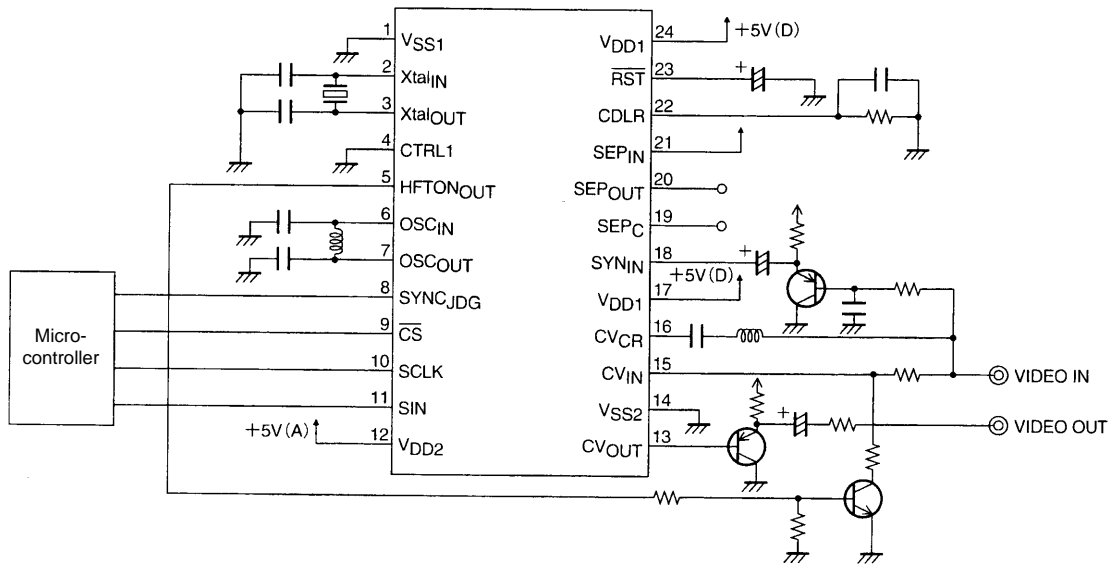 1 VSS1
2 XtalIN
3 XtalOUT
4 CTRL1
5 HFTONOUT
6 OSCIN
7 OSCOUT
8 SYNCJDG
9 CS
10 SCLK
11 SIN
12 VDD2
+5V(A)
Micro-
controller
VDD1 24
+5V(D)
RST 23
+
CDLR 22
SEPIN 21
SEPOUT 20
SEPC 19
SYNIN 18
+
+5V(D)
VDD1 17
CVCR 16
CVIN 15
VIDEO IN
VSS2 14
+
VIDEO OUT
CVOUT 13